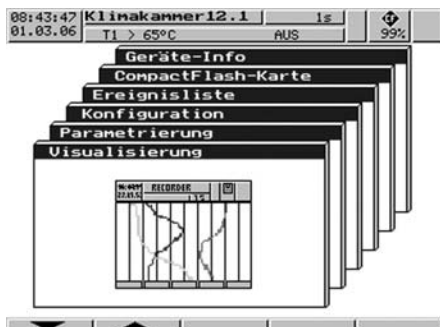 08:43:47 Klimakammer12.1 1s CF
01.03.06 T1 > 65°C AUS 99%
Geräte-Info
CompactFlash-Karte
Ereignisliste
Konfiguration
Parametrierung
Visualisierung
RECORDER